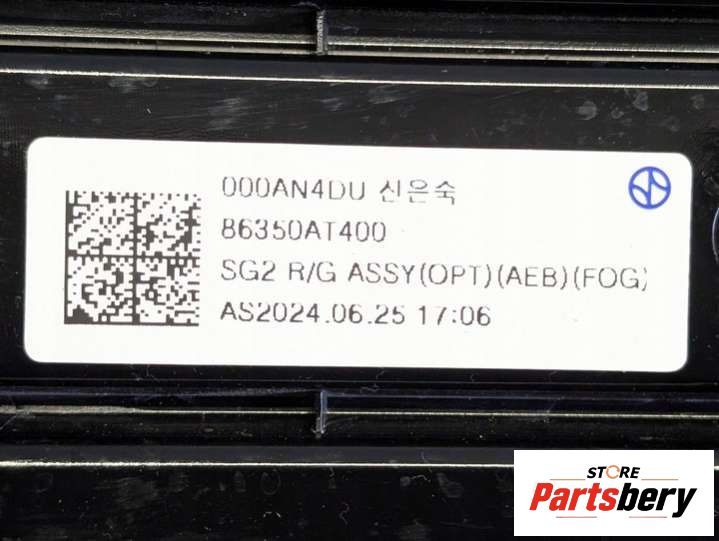 000AN4DU 신은숙
86350AT400
SG2 R/G ASSY(OPT)(AEB)(FOG)
AS2024.06.25 17:06
STORE
Partsbery